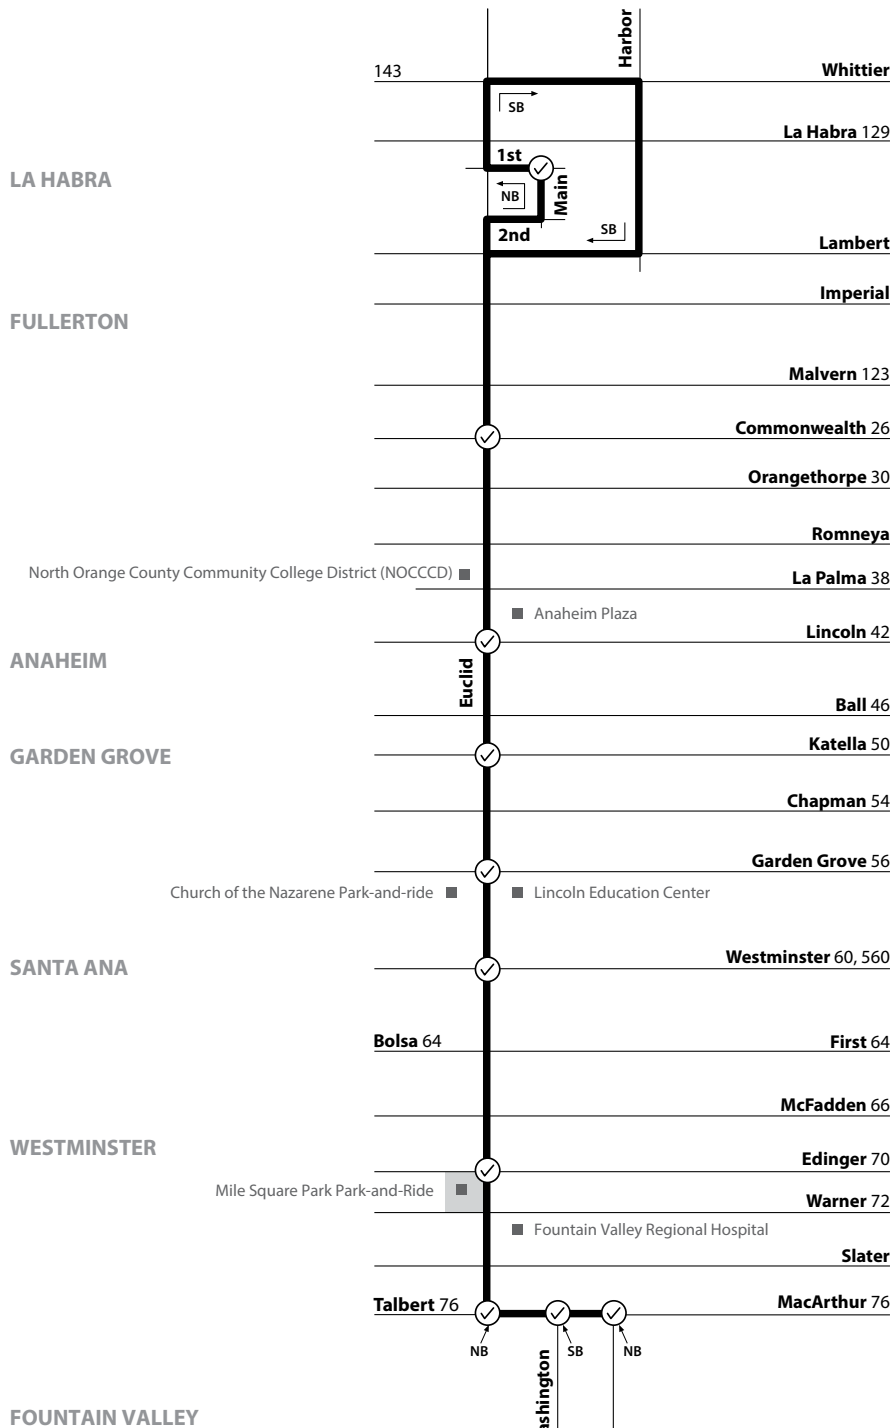 Harbor
143 Whittier
SB
La Habra 129
1st
LA HABRA
NB
Main
2nd
SB
Lambert
Imperial
FULLERTON
Malvern 123
Commonwealth 26
Orangethorpe 30
Romneya
North Orange County Community College District (NOCCCD)
La Palma 38
Anaheim Plaza
Lincoln 42
ANAHEIM
Euclid
Ball 46
Katella 50
GARDEN GROVE
Chapman 54
Garden Grove 56
Church of the Nazarene Park-and-ride
Lincoln Education Center
Westminster 60, 560
SANTA ANA
Bolsa 64
First 64
McFadden 66
WESTMINSTER
Edinger 70
Mile Square Park Park-and-Ride
Warner 72
Fountain Valley Regional Hospital
Slater
Talbert 76
MacArthur 76
NB
SB
NB
FOUNTAIN VALLEY